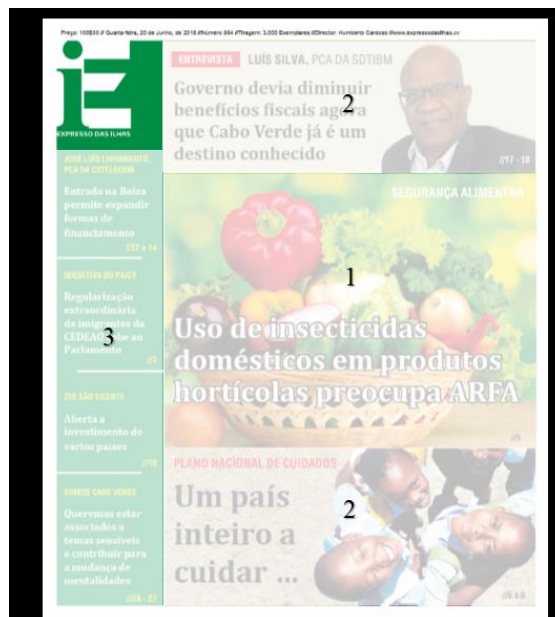 Preço: 100$00 // Quarta-feira, 20 de Junho, de 2018 //Número 864 //Tiragem: 3.000 Exemplares //Director: Humberto Cardoso //www.expressodasilhas.cv
iE
EXPRESSO DAS ILHAS
ENTREVISTA LUÍS SILVA, PCA DA SDTIBM
Governo devia diminuir
benefícios fiscais agora
que Cabo Verde já é um
destino conhecido
2
//17 - 18
JOSÉ LUÍS LIVRAMENTO,
PCA DA CVTELECOM
Entrada na Bolsa
permite expandir
formas de
financiamento
//12 a 14
INICIATIVA DO PAICV
Regularização
extraordinária
de imigrantes da
CEDEAO sobe ao
Parlamento
3
//3
ZEE SÃO VICENTE
Aberta a
investimento de
vários países
//16
SOMOS CABO VERDE
Queremos estar
associados a
temas sensíveis
e contribuir para
a mudança de
mentalidades
//26 - 27
SEGURANÇA ALIMENTAR
1
Uso de insecticidas
domésticos em produtos
hortícolas preocupa ARFA
PLANO NACIONAL DE CUIDADOS
Um país
inteiro a
cuidar ...
2